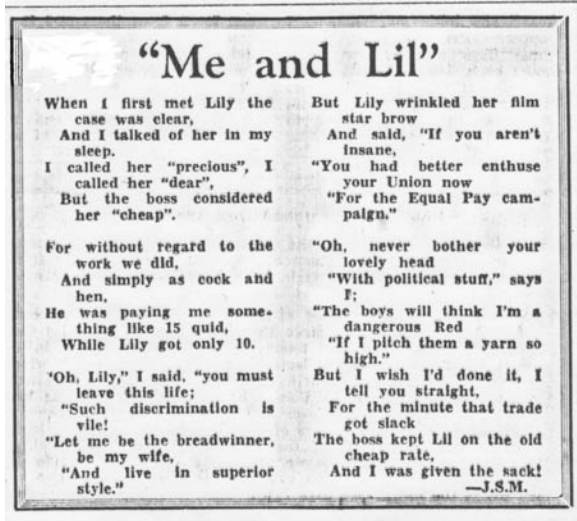 "Me and Lil"
When I first met Lily the
case was clear,
And I talked of her in my
sleep.
I called her "precious", I
called her "dear",
But the boss considered
her "cheap".
For without regard to the
work we did,
And simply as cock and
hen,
He was paying me some-
thing like 15 quid,
While Lily got only 10.
"Oh, Lily," I said, "you must
leave this life;
"Such discrimination is
vile!
"Let me be the breadwinner,
be my wife,
"And live in superior
style."
But Lily wrinkled her film
star brow
And said, "If you aren't
insane,
"You had better enthuse
your Union now
"For the Equal Pay cam-
paign."
"Oh, never bother your
lovely head
"With political stuff," says
I;
"The boys will think I'm a
dangerous Red
"If I pitch them a yarn so
high."
But I wish I'd done it, I
tell you straight,
For the minute that trade
got slack
The boss kept Lil on the old
cheap rate,
And I was given the sack!
—J.S.M.